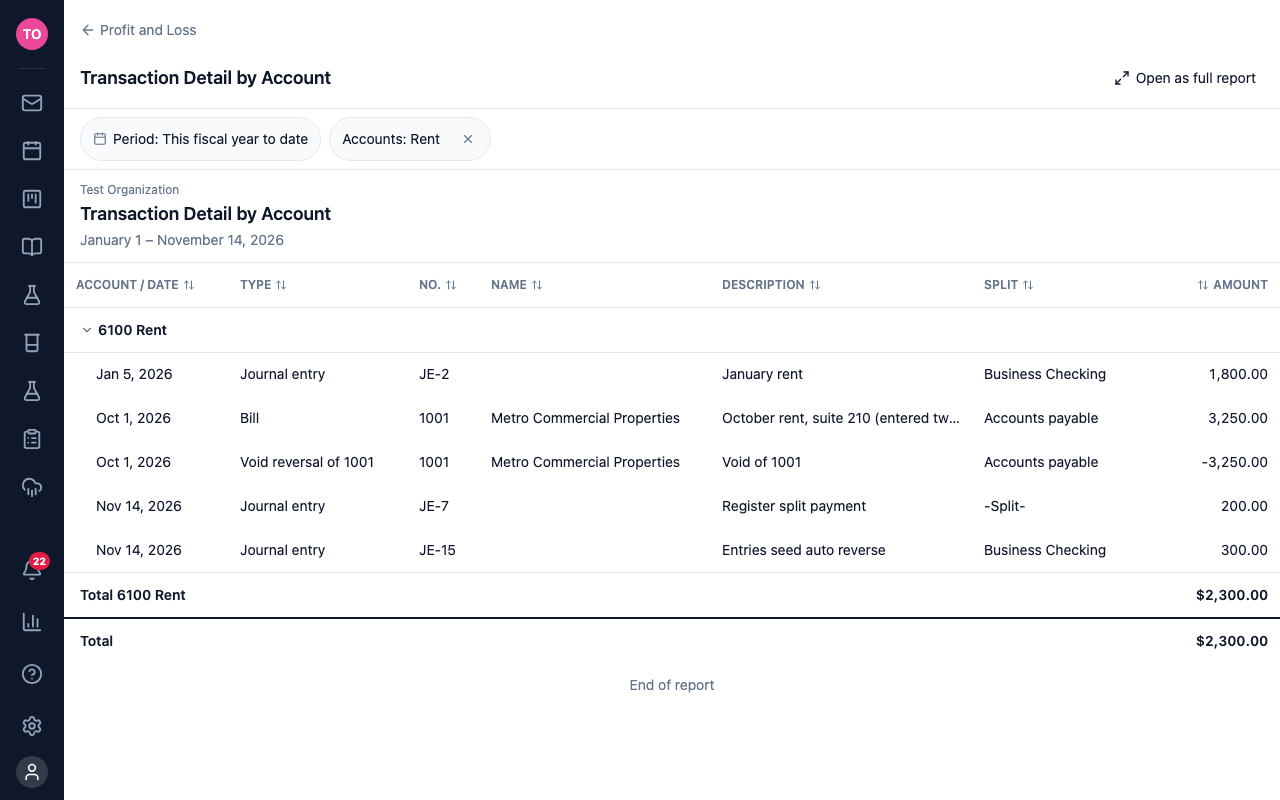 TO
Profit and Loss
Transaction Detail by Account
Open as full report
Period: This fiscal year to date
Accounts: Rent
Test Organization
Transaction Detail by Account
January 1 – November 14, 2026
ACCOUNT / DATE TYPE NO. NAME DESCRIPTION SPLIT AMOUNT
6100 Rent
Jan 5, 2026 Journal entry JE-2 January rent Business Checking 1,800.00
Oct 1, 2026 Bill 1001 Metro Commercial Properties October rent, suite 210 (entered tw... Accounts payable 3,250.00
Oct 1, 2026 Void reversal of 1001 1001 Metro Commercial Properties Void of 1001 Accounts payable -3,250.00
Nov 14, 2026 Journal entry JE-7 Register split payment -Split- 200.00
Nov 14, 2026 Journal entry JE-15 Entries seed auto reverse Business Checking 300.00
22
Total 6100 Rent $2,300.00
Total $2,300.00
End of report